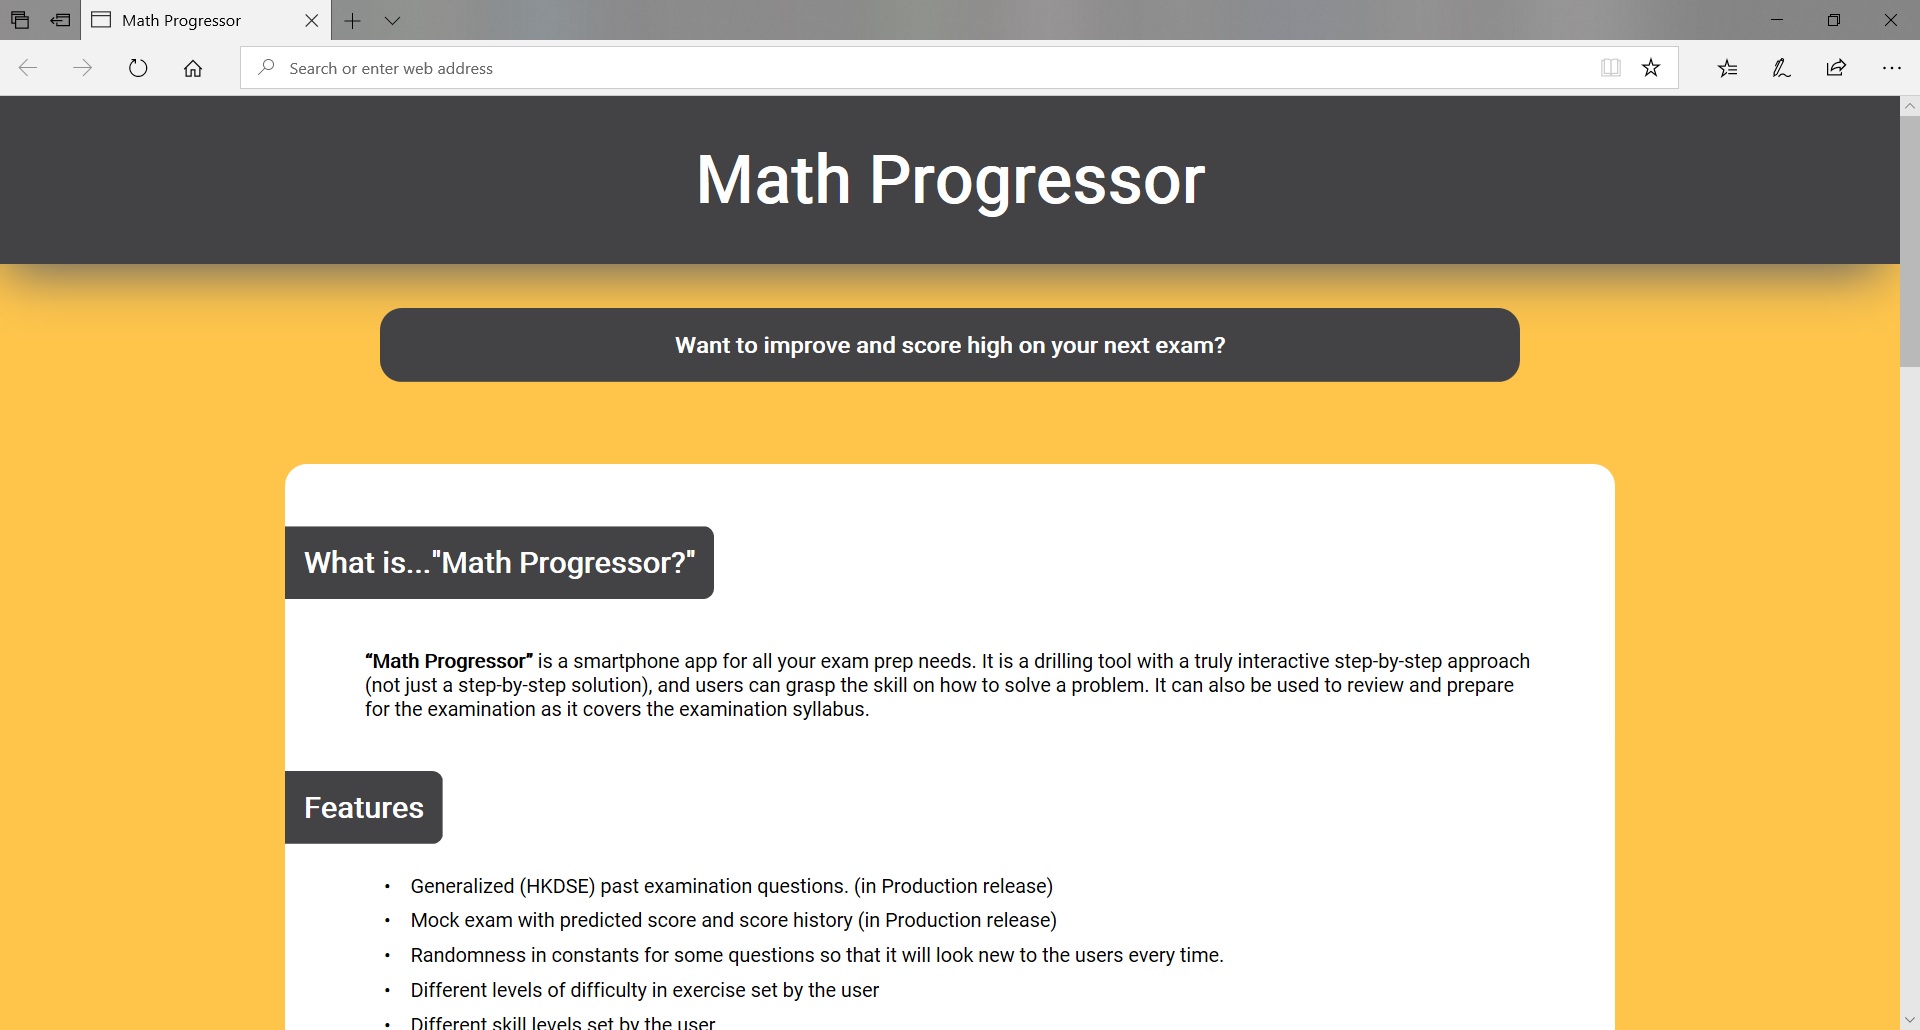 Math Progressor
Search or enter web address
Math Progressor
Want to improve and score high on your next exam?
What is..."Math Progressor?"
“Math Progressor” is a smartphone app for all your exam prep needs. It is a drilling tool with a truly interactive step-by-step approach
(not just a step-by-step solution), and users can grasp the skill on how to solve a problem. It can also be used to review and prepare
for the examination as it covers the examination syllabus.
Features
• Generalized (HKDSE) past examination questions. (in Production release)
• Mock exam with predicted score and score history (in Production release)
• Randomness in constants for some questions so that it will look new to the users every time.
• Different levels of difficulty in exercise set by the user
• Different skill levels set by the user